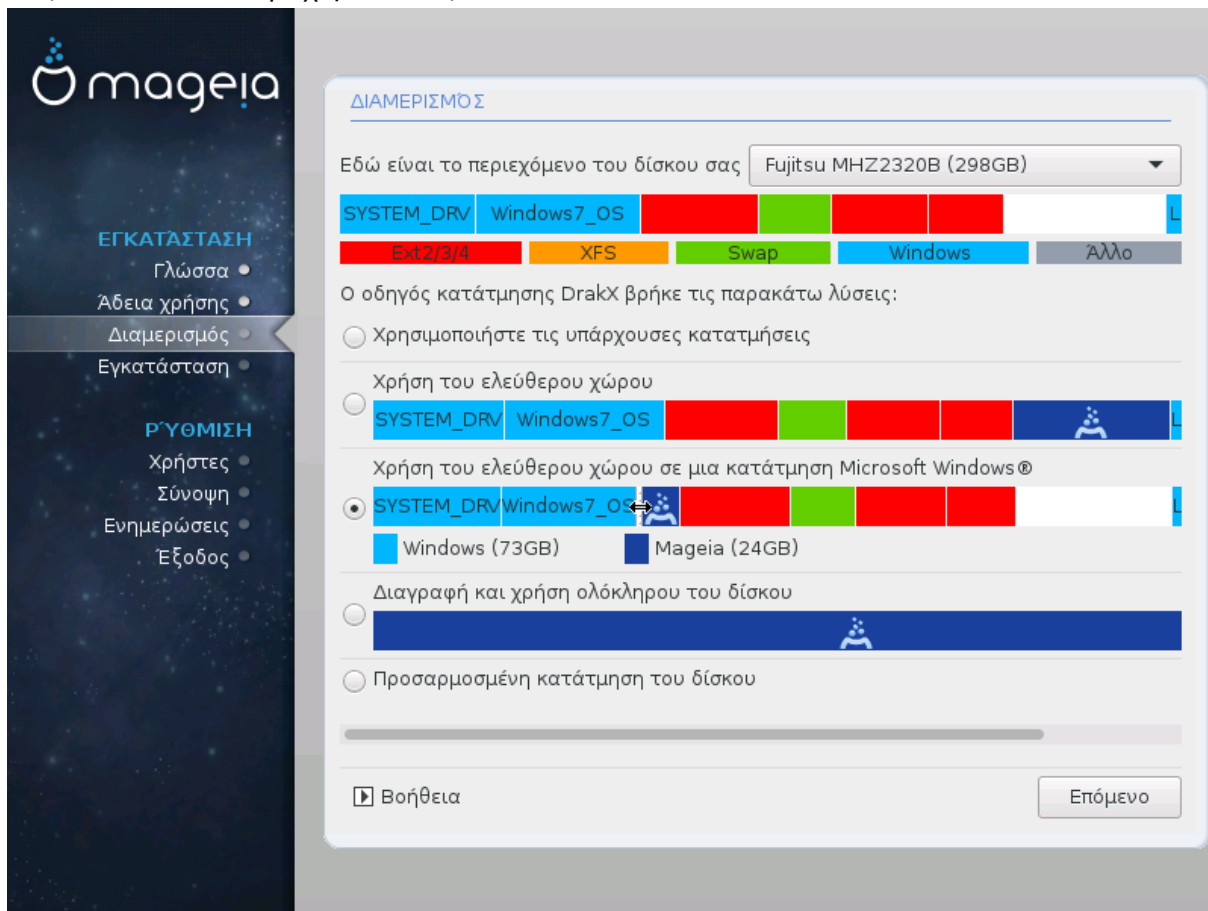 mageia
ΔΙΑΜΕΡΙΣΜΌΣ
Εδώ είναι το περιεχόμενο του δίσκου σας Fujitsu MHZ2320B (298GB)
SYSTEM_DRV Windows7_OS L
Ext2/3/4 XFS Swap Windows Άλλο
Ο οδηγός κατάτμησης DrakX βρήκε τις παρακάτω λύσεις:
Χρησιμοποιήστε τις υπάρχουσες κατατμήσεις
Χρήση του ελεύθερου χώρου
SYSTEM_DRV Windows7_OS L
Χρήση του ελεύθερου χώρου σε μια κατάτμηση Microsoft Windows®
SYSTEM_DRV Windows7_OS L
Windows (73GB) Mageia (24GB)
Διαγραφή και χρήση ολόκληρου του δίσκου
Προσαρμοσμένη κατάτμηση του δίσκου
Βοήθεια
Επόμενο
ΕΓΚΑΤΆΣΤΑΣΗ
Γλώσσα
Άδεια χρήσης
Διαμερισμός
Εγκατάσταση
ΡΎΘΜΙΣΗ
Χρήστες
Σύνοψη
Ενημερώσεις
Έξοδος